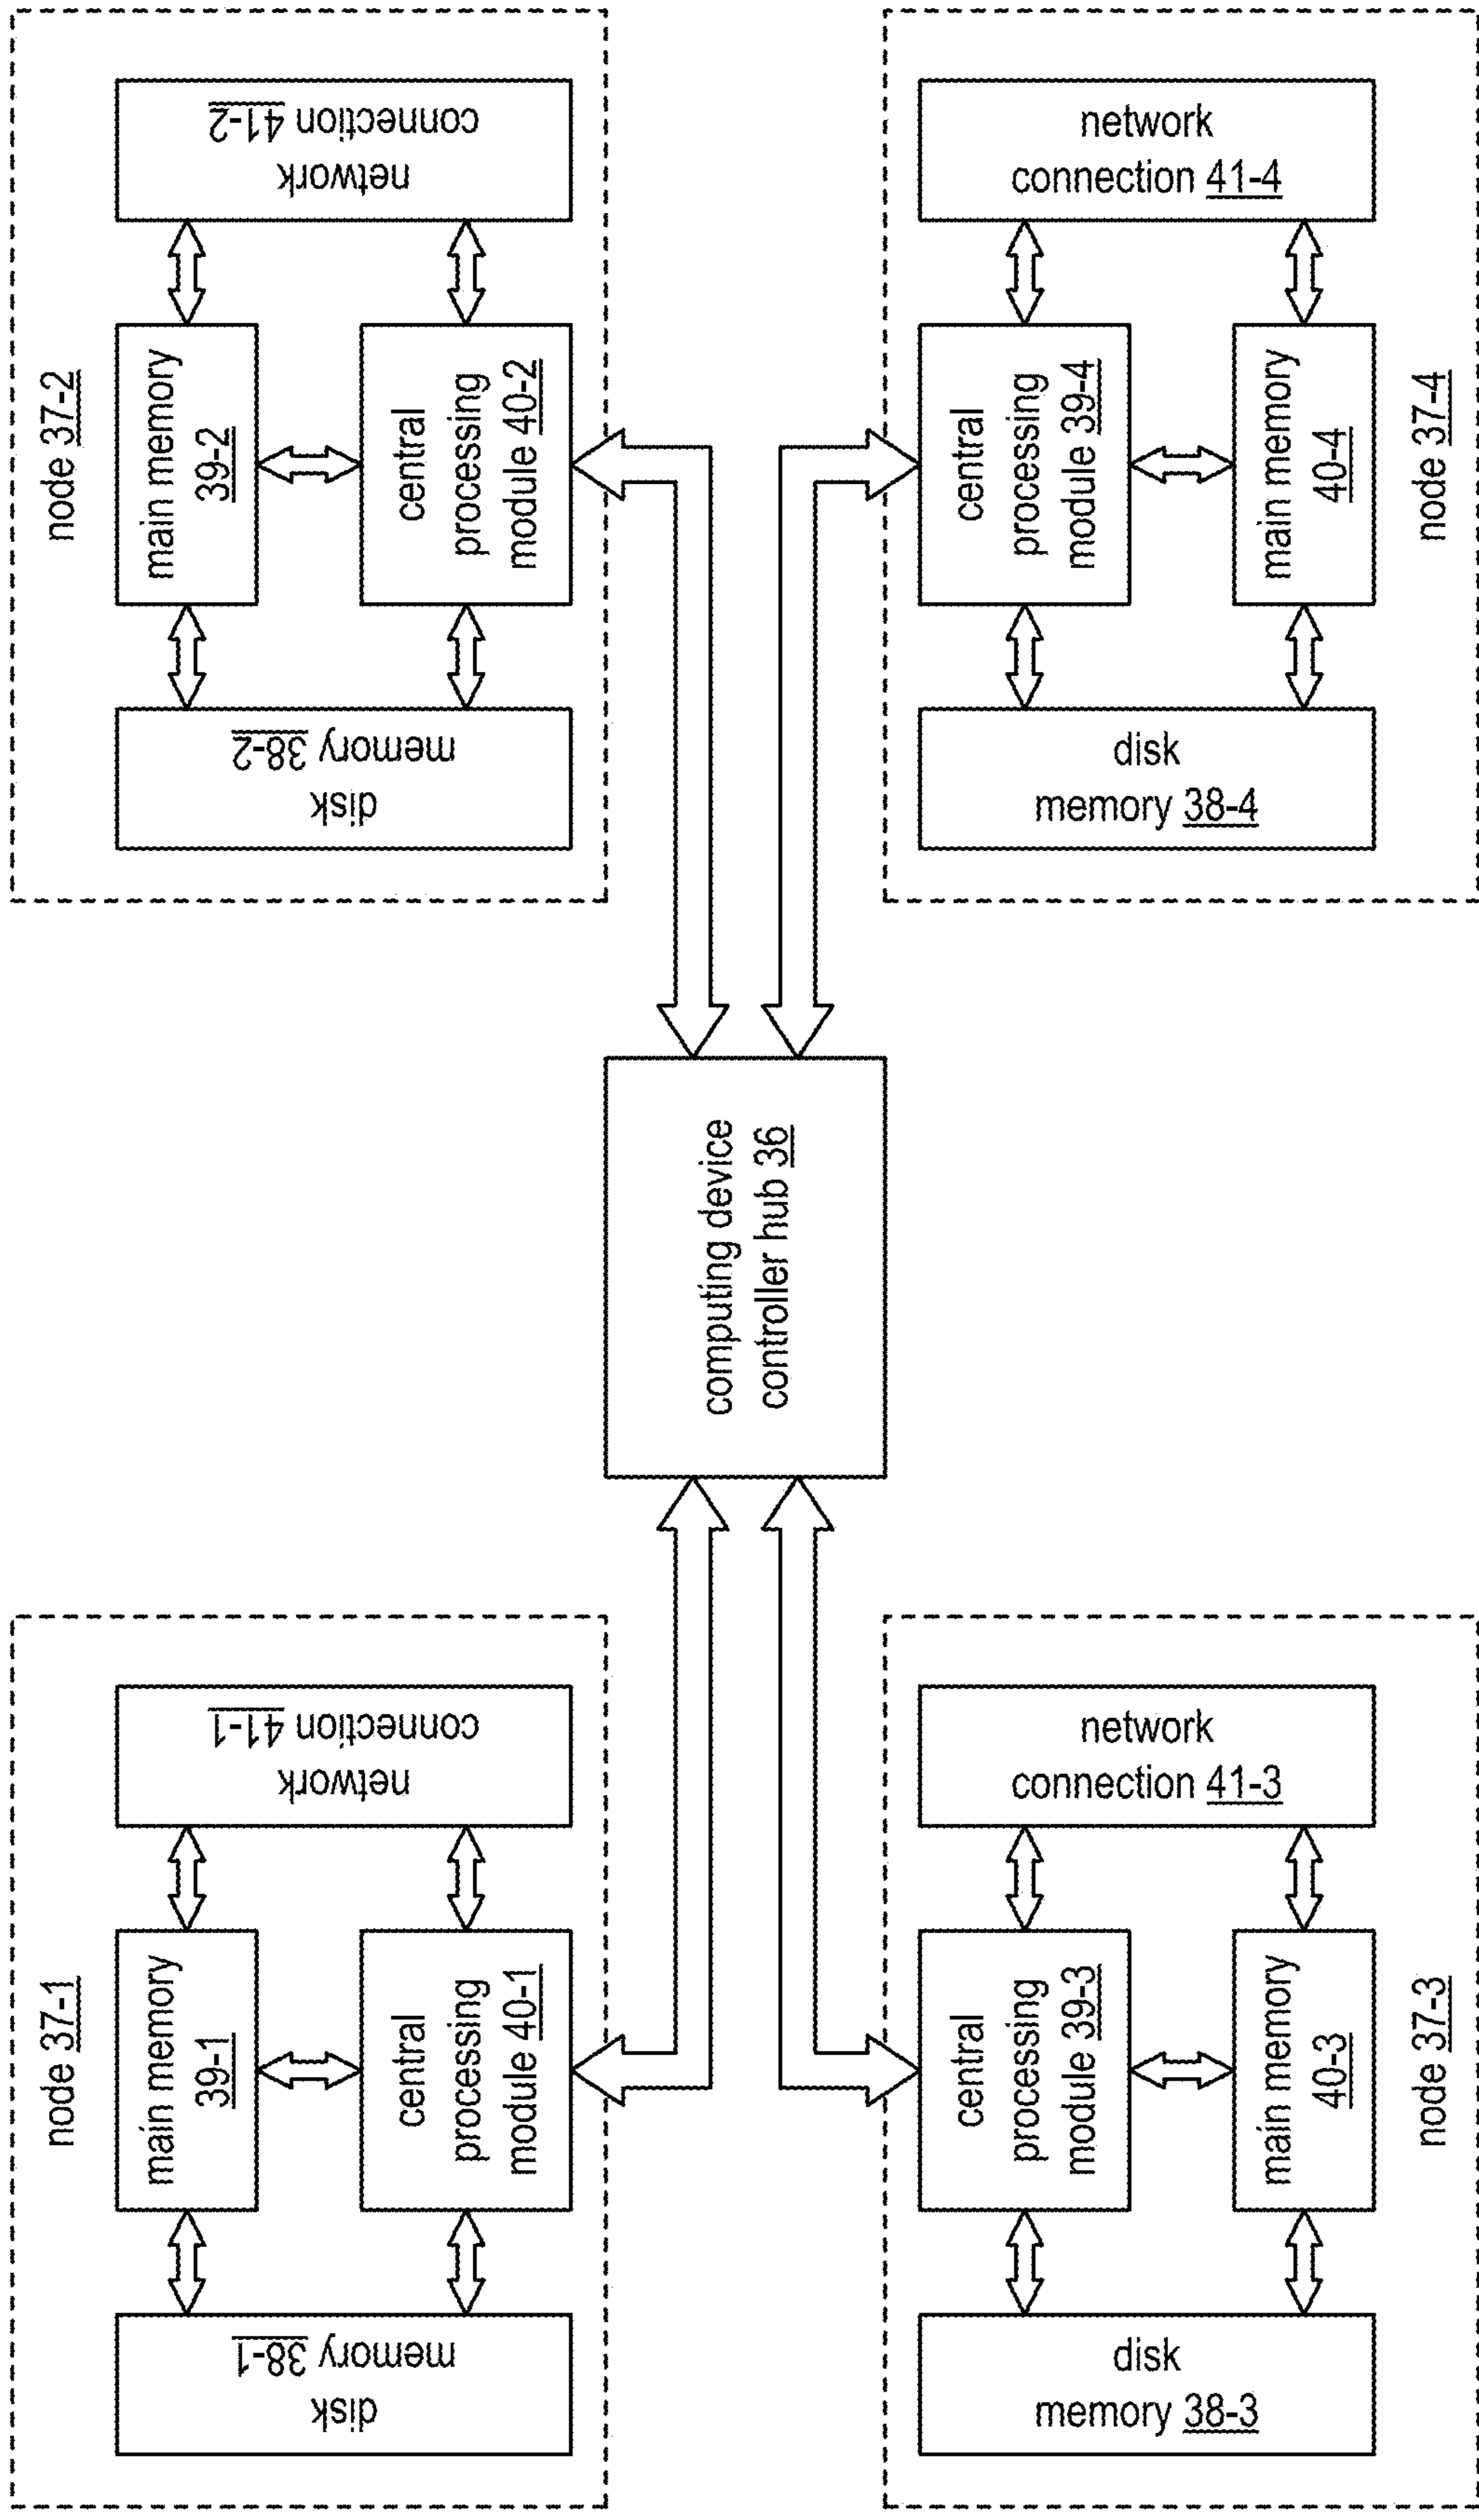 node 37-1
main memory
39-1
central
processing
module 40-1
disk
memory 38-1
network
connection 41-1
node 37-2
main memory
39-2
central
processing
module 40-2
disk
memory 38-2
network
connection 41-2
computing device
controller hub 36
central
processing
module 39-3
main memory
40-3
disk
memory 38-3
network
connection 41-3
node 37-3
central
processing
module 39-4
main memory
40-4
disk
memory 38-4
network
connection 41-4
node 37-4